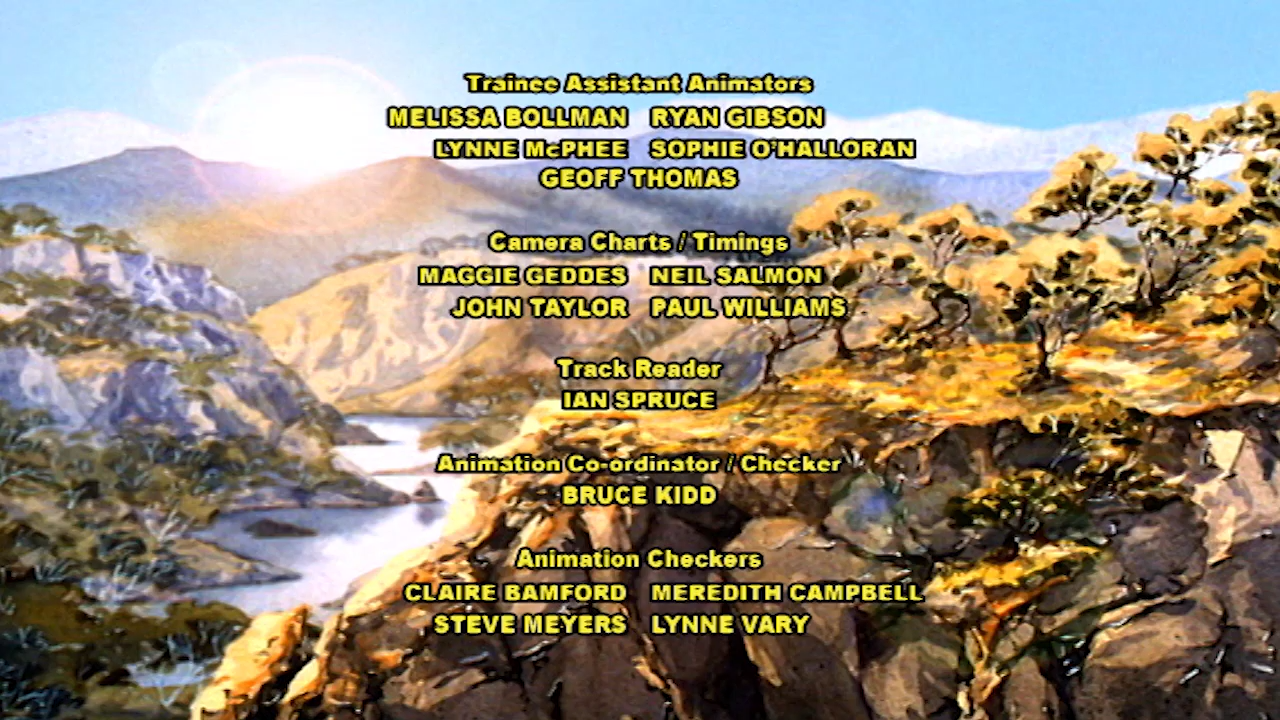 Trainee Assistant Animators
MELISSA BOLLMAN RYAN GIBSON
LYNNE McPHEE SOPHIE O'HALLORAN
GEOFF THOMAS
Camera Charts / Timings
MAGGIE GEDDES NEIL SALMON
JOHN TAYLOR PAUL WILLIAMS
Track Reader
IAN SPRUCE
Animation Co-ordinator / Checker
BRUCE KIDD
Animation Checkers
CLAIRE BAMFORD MEREDITH CAMPBELL
STEVE MEYERS LYNNE VARY